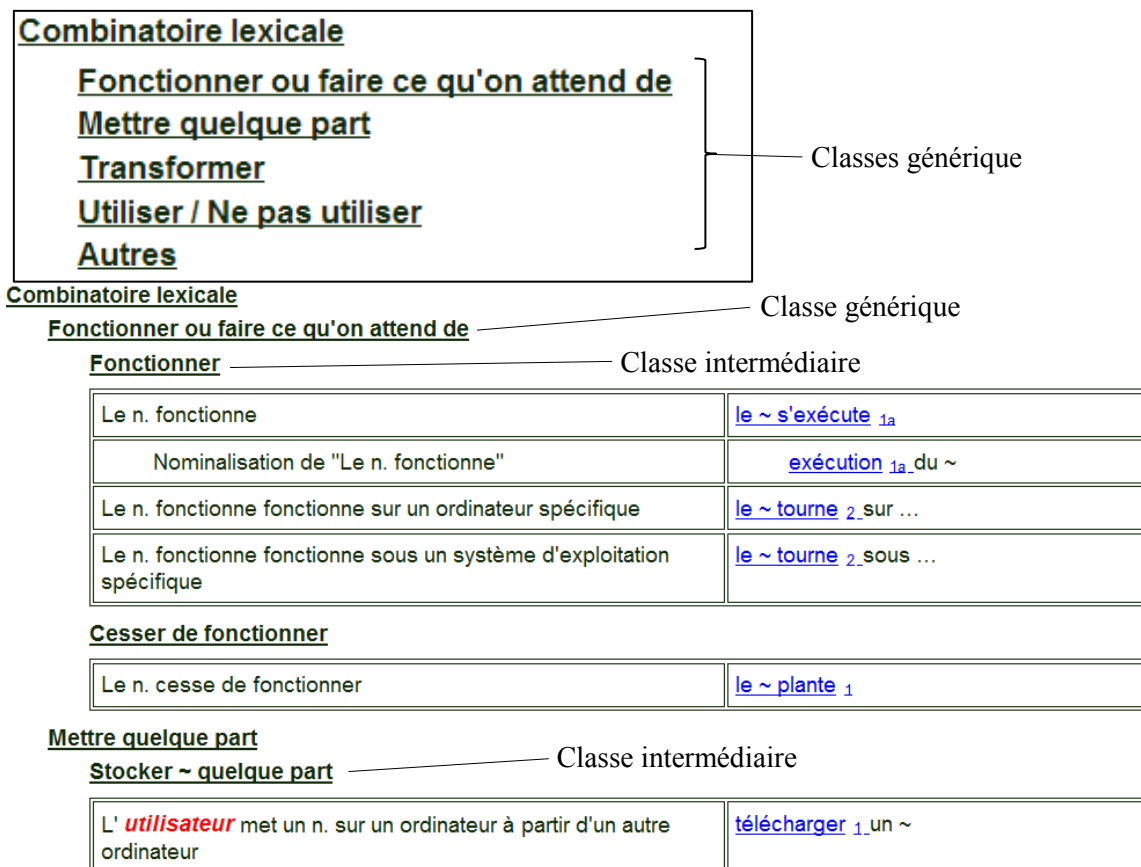 Combinatoire lexicale
Fonctionner ou faire ce qu'on attend de
Mettre quelque part
Transformer
Utiliser / Ne pas utiliser
Autres
Classes générique
Combinatoire lexicale
Classe générique
Fonctionner ou faire ce qu'on attend de
Fonctionner
Classe intermédiaire
Le n. fonctionne le ~ s'exécute 1a
Nominalisation de "Le n. fonctionne" exécution 1a du ~
Le n. fonctionne fonctionne sur un ordinateur spécifique le ~ tourne 2 sur …
Le n. fonctionne fonctionne sous un système d'exploitation le ~ tourne 2 sous …
spécifique
Cesser de fonctionner
Le n. cesse de fonctionner le ~ plante 1
Mettre quelque part
Classe intermédiaire
Stocker ~ quelque part
L' utilisateur met un n. sur un ordinateur à partir d'un autre télécharger 1 un ~
ordinateur